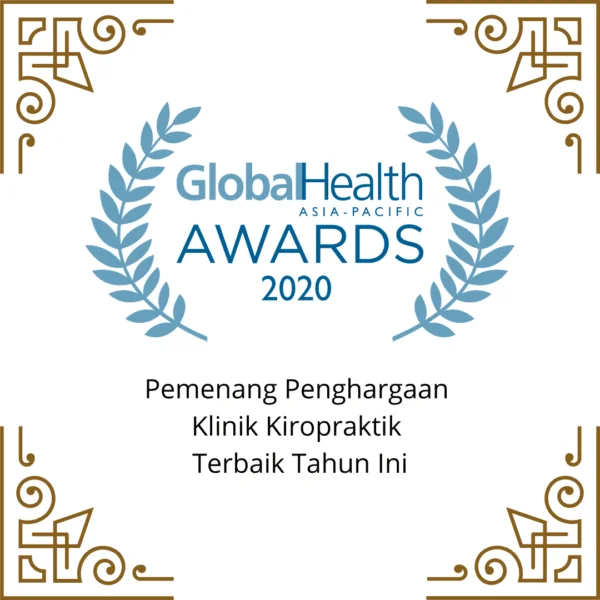 GlobalHealth
ASIA-PACIFIC
AWARDS
2020
Pemenang Penghargaan
Klinik Kiropraktik
Terbaik Tahun Ini